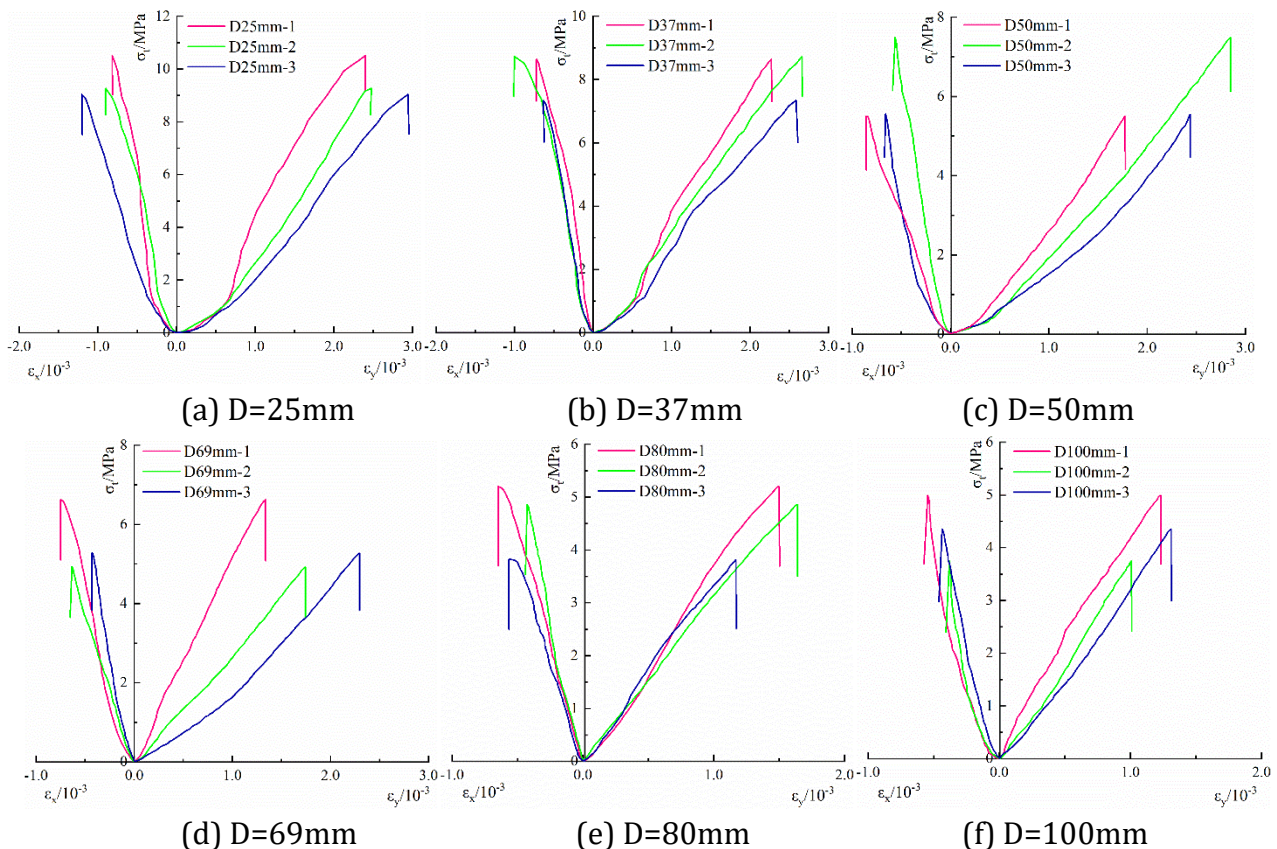 σt/MPa
12
10
8
6
4
2
0
D25mm-1
D25mm-2
D25mm-3
-2.0 -1.0 0.0 1.0 2.0 3.0
εx/10-3 εy/10-3
(a) D=25mm
σt/MPa
10
8
6
4
2
0
D37mm-1
D37mm-2
D37mm-3
-2.0 -1.0 0.0 1.0 2.0 3.0
εx/10-3 εy/10-3
(b) D=37mm
σt/MPa
8
6
4
2
0
D50mm-1
D50mm-2
D50mm-3
-1.0 0.0 1.0 2.0 3.0
εx/10-3 εy/10-3
(c) D=50mm
σt/MPa
8
6
4
2
0
D69mm-1
D69mm-2
D69mm-3
-1.0 0.0 1.0 2.0 3.0
εx/10-3 εy/10-3
(d) D=69mm
σt/MPa
6
5
4
3
2
1
0
D80mm-1
D80mm-2
D80mm-3
-1.0 0.0 1.0 2.0
εx/10-3 εy/10-3
(e) D=80mm
σt/MPa
6
5
4
3
2
1
0
D100mm-1
D100mm-2
D100mm-3
-1.0 0.0 1.0 2.0
εx/10-3 εy/10-3
(f) D=100mm